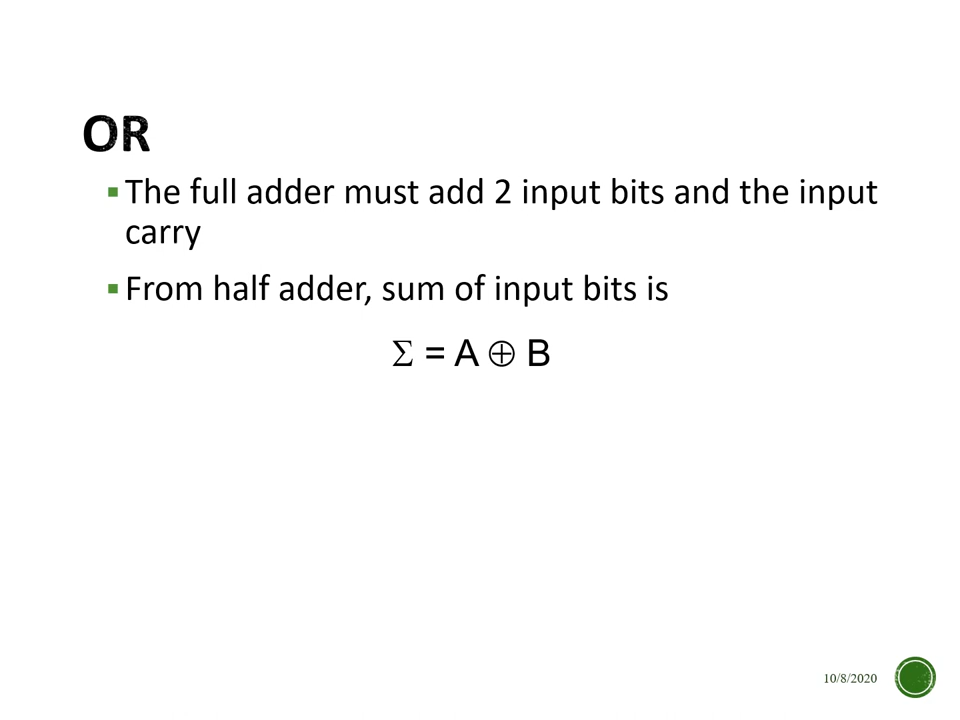 OR
▪ The full adder must add 2 input bits and the input
carry
▪ From half adder, sum of input bits is
Σ = A ⊕ B
10/8/2020